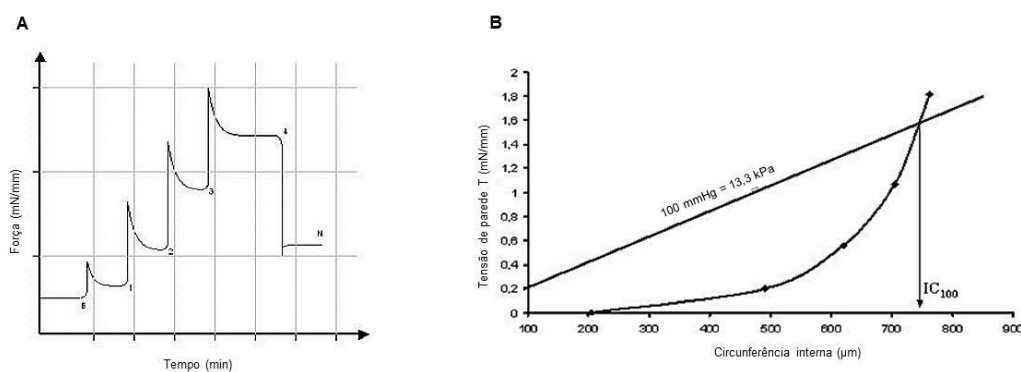 A
Força (mN/mm)
Tempo (min)
B
1
2
3
4
N
B
Tensão de parede T (mN/mm)
2
1,8
1,6
1,4
1,2
1
0,8
0,6
0,4
0,2
0
100 mmHg = 13,3 kPa
IC100
100 200 300 400 500 600 700 800 900
Circunferência interna (µm)